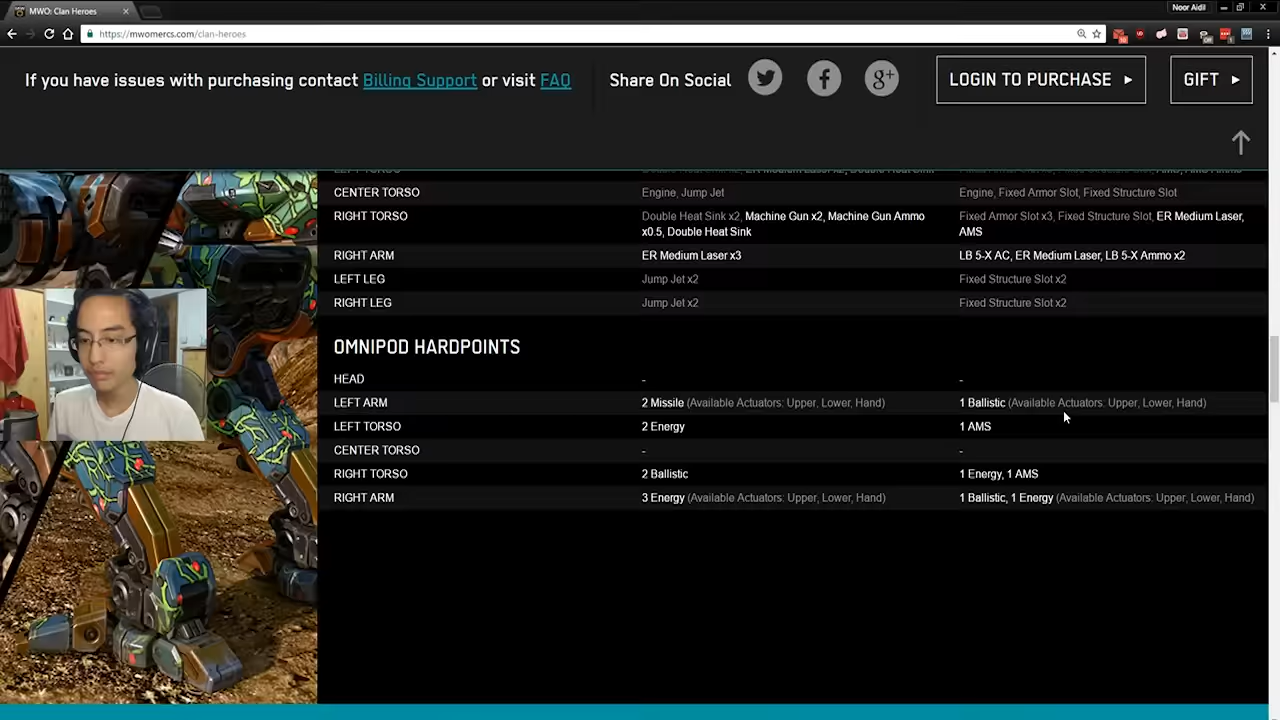 MWO: Clan Heroes
Noor Aidil
https://mwomercs.com/clan-heroes
If you have issues with purchasing contact Billing Support or visit FAQ
Share On Social
LOGIN TO PURCHASE
GIFT
CENTER TORSO Engine, Jump Jet Engine, Fixed Armor Slot, Fixed Structure Slot
RIGHT TORSO Double Heat Sink x2, Machine Gun x2, Machine Gun Ammo Fixed Armor Slot x3, Fixed Structure Slot, ER Medium Laser,
x0.5, Double Heat Sink AMS
RIGHT ARM ER Medium Laser x3 LB 5-X AC, ER Medium Laser, LB 5-X Ammo x2
LEFT LEG Jump Jet x2 Fixed Structure Slot x2
RIGHT LEG Jump Jet x2 Fixed Structure Slot x2
OMNIPOD HARDPOINTS
HEAD - -
LEFT ARM 2 Missile (Available Actuators: Upper, Lower, Hand) 1 Ballistic (Available Actuators: Upper, Lower, Hand)
LEFT TORSO 2 Energy 1 AMS
CENTER TORSO - -
RIGHT TORSO 2 Ballistic 1 Energy, 1 AMS
RIGHT ARM 3 Energy (Available Actuators: Upper, Lower, Hand) 1 Ballistic, 1 Energy (Available Actuators: Upper, Lower, Hand)